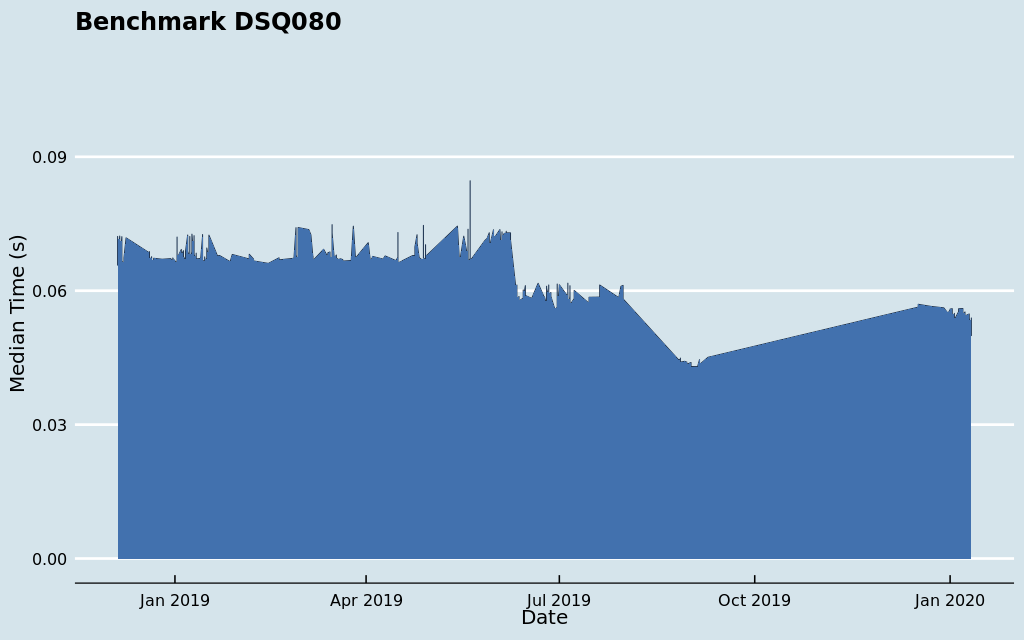 Benchmark DSQ080
Median Time (s)
0.09
0.06
0.03
0.00
Jan 2019
Apr 2019
Jul 2019
Oct 2019
Jan 2020
Date